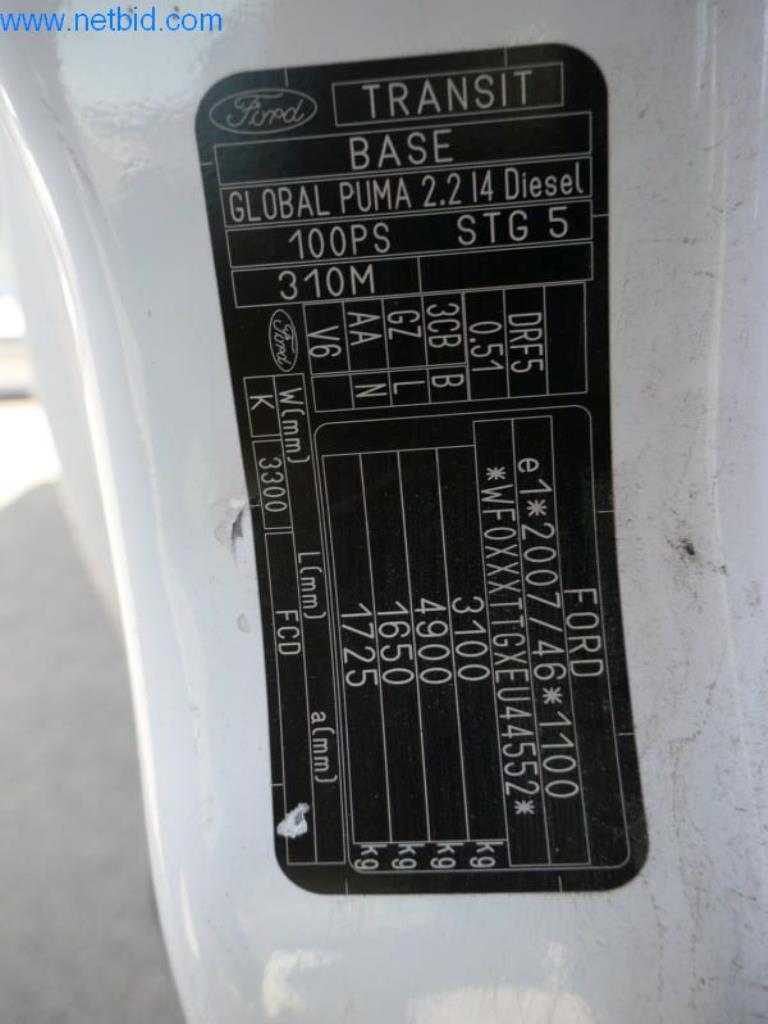 www.netbid.com
Ford TRANSIT
BASE
GLOBAL PUMA 2.2 I4 Diesel
100PS STG 5
310M
DRF5
0.51
3CB B
GZ L
AA N
V6
Ford
FORD
e1*2007/46*1100
*WF0XXXTTGXEU44552*
3100 kg
4900 kg
1650 kg
1725 kg
W(mm) L(mm) a(mm)
K 3300 FCD